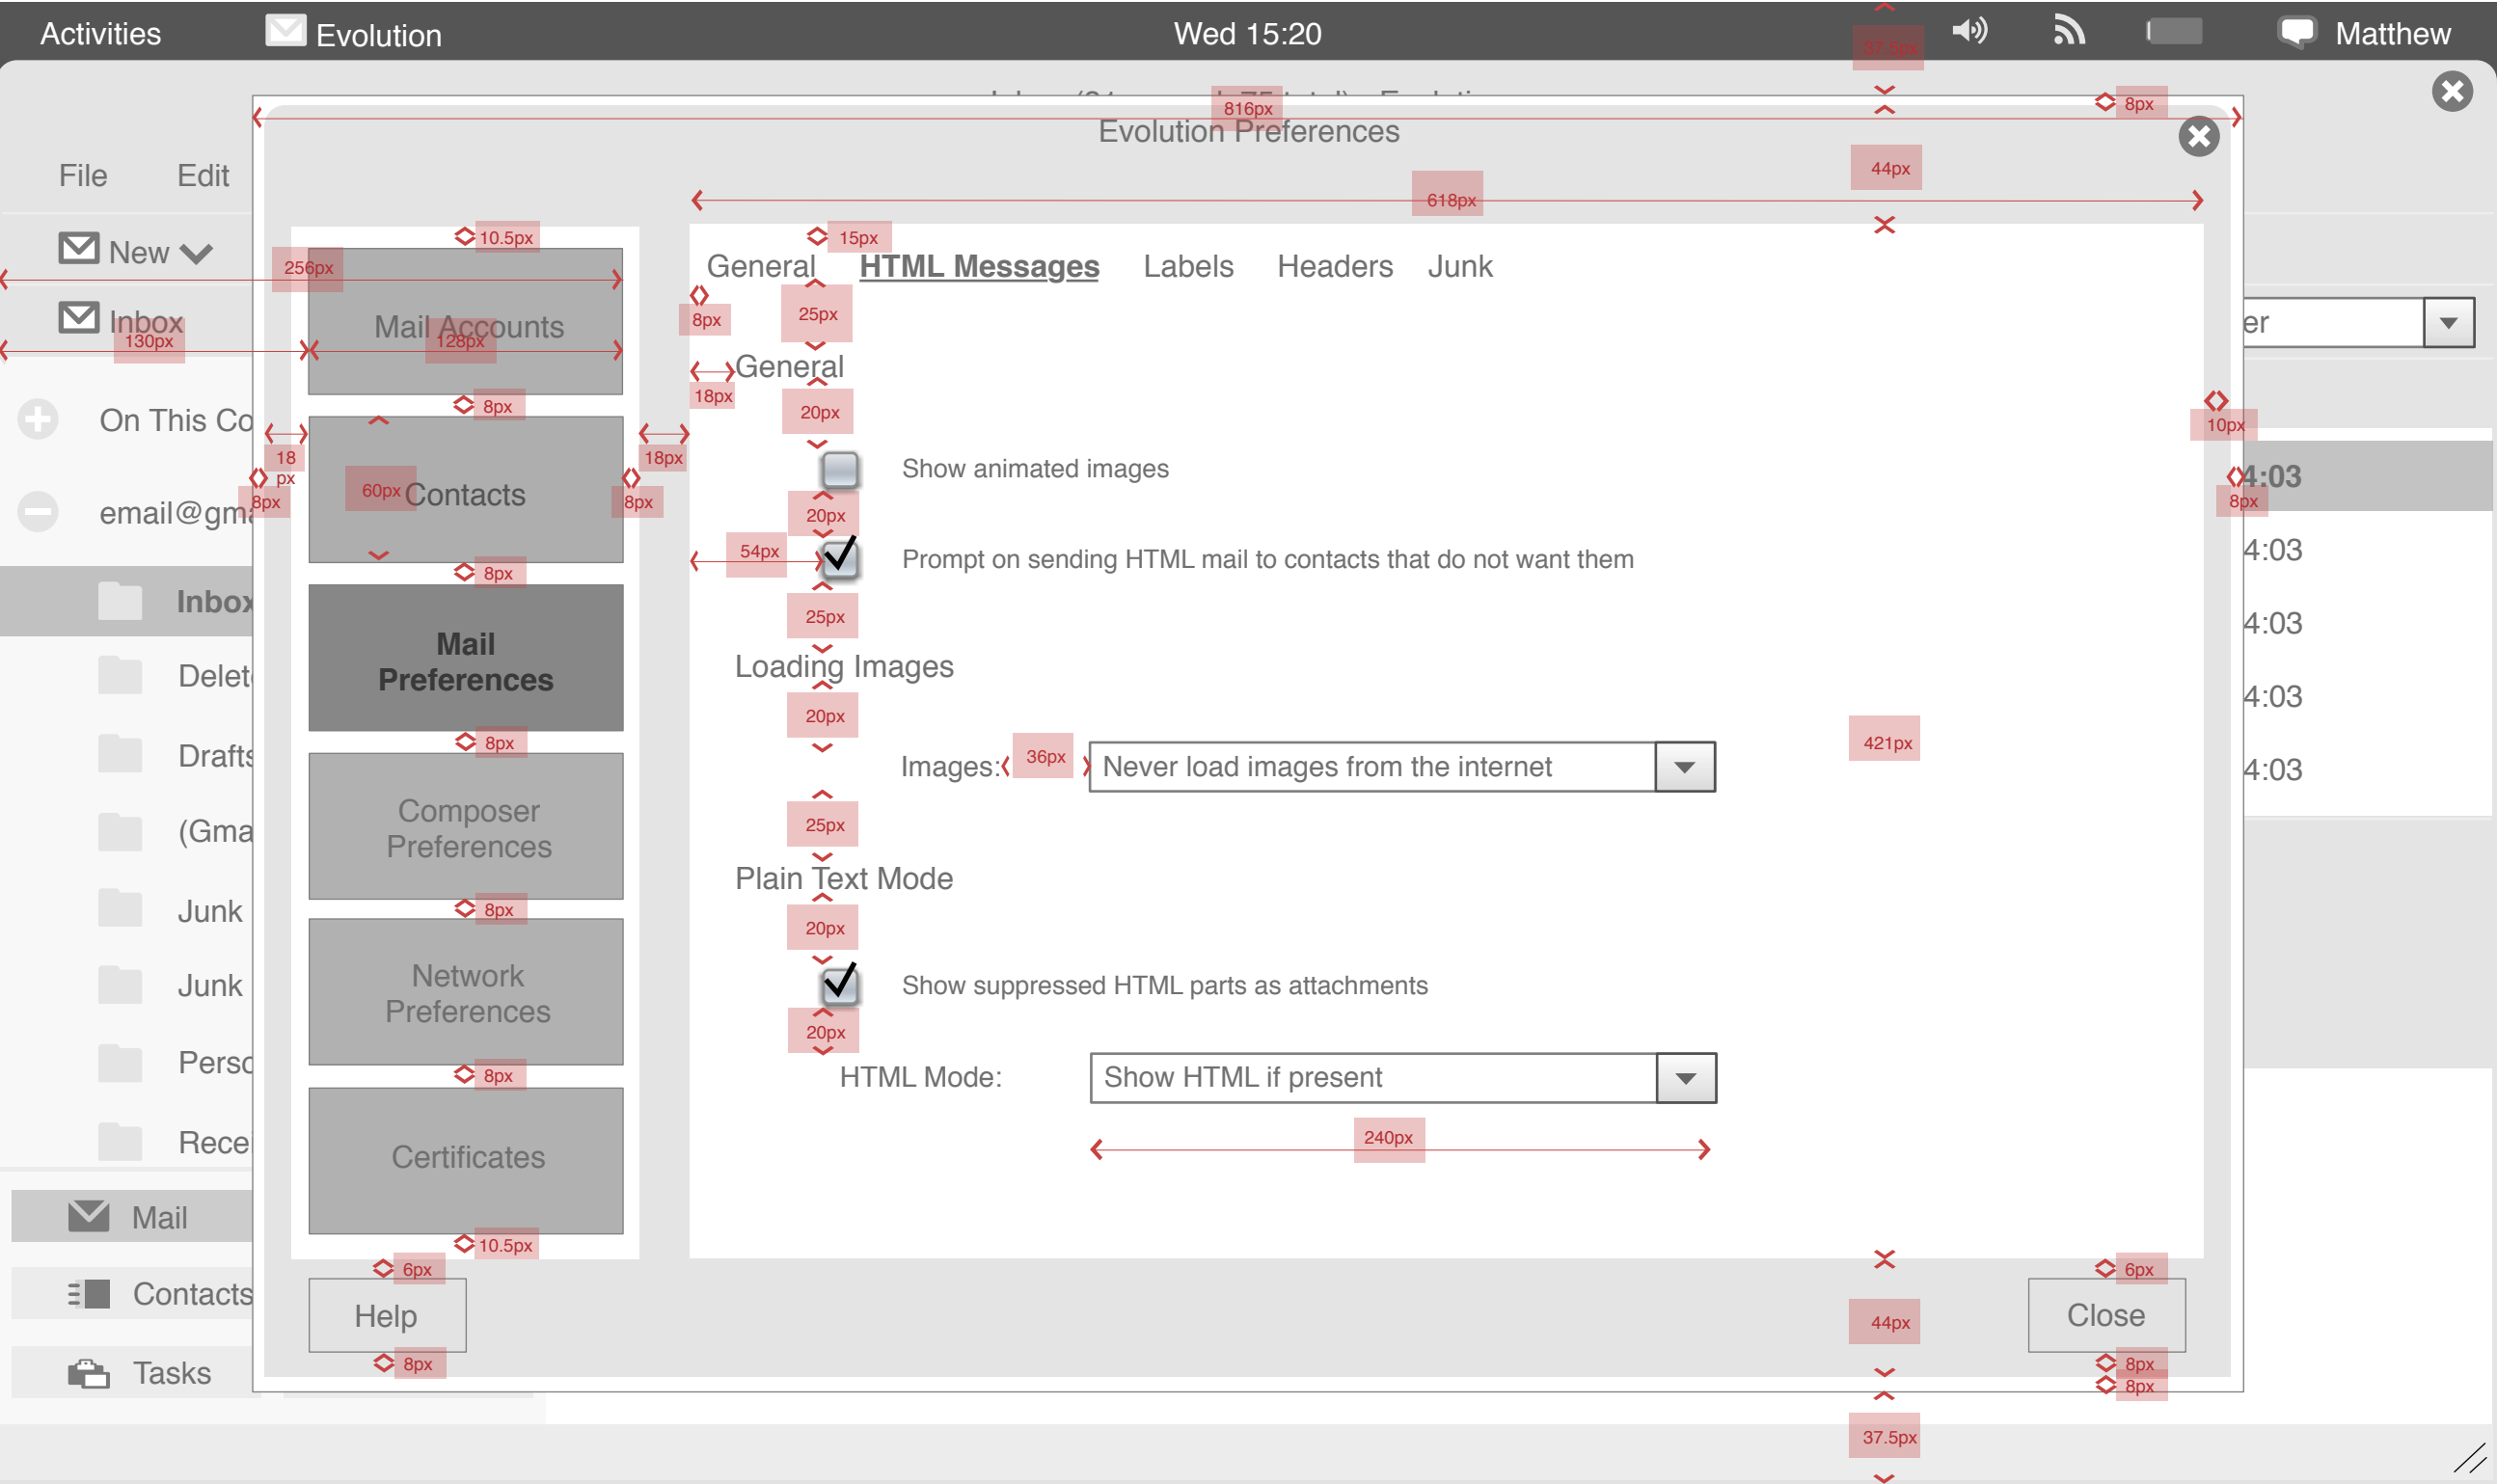 Activities
Evolution
Wed 15:20
37.5px
Matthew
816px
8px
Evolution Preferences
File
Edit
44px
618px
New
10.5px
15px
256px
General
HTML Messages
Labels
Headers
Junk
Inbox
130px
Mail Accounts
128px
8px
25px
er
General
18px
8px
20px
10px
On This Co
18
px
18px
Show animated images
4:03
8px
60px
Contacts
8px
8px
email@gma
20px
54px
Prompt on sending HTML mail to contacts that do not want them
4:03
8px
Inbox
25px
4:03
Mail
Preferences
Loading Images
Delet
4:03
20px
8px
421px
Drafts
Images:
36px
Never load images from the internet
4:03
Composer
Preferences
(Gma
25px
Plain Text Mode
8px
Junk
20px
Network
Preferences
Junk
Show suppressed HTML parts as attachments
20px
Perso
8px
HTML Mode:
Show HTML if present
Recei
Certificates
240px
Mail
10.5px
6px
6px
Contacts
Help
44px
Close
8px
8px
Tasks
8px
37.5px